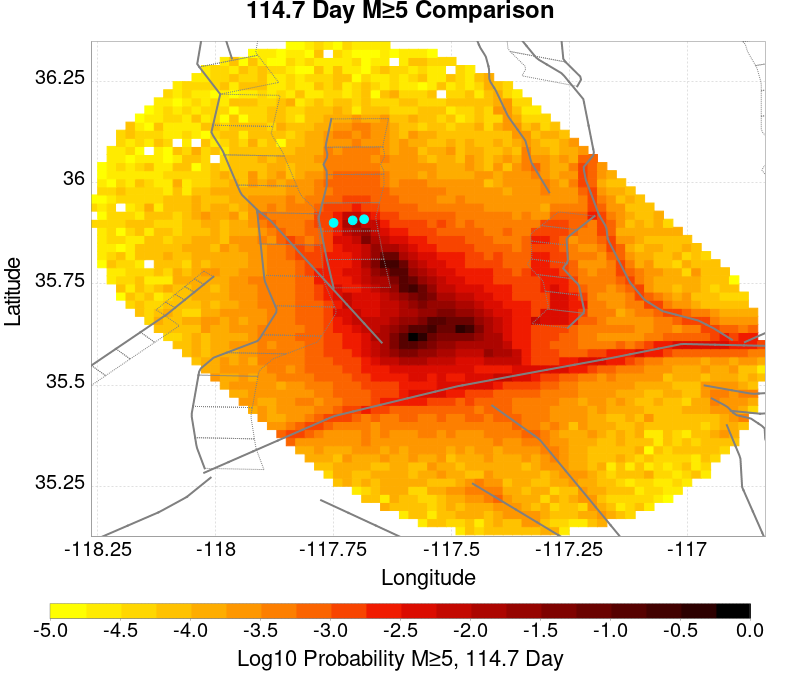 114.7 Day M≥5 Comparison
36.25
36
35.75
35.5
35.25
Latitude
-118.25 -118 -117.75 -117.5 -117.25 -117
Longitude
-5.0 -4.5 -4.0 -3.5 -3.0 -2.5 -2.0 -1.5 -1.0 -0.5 0.0
Log10 Probability M≥5, 114.7 Day